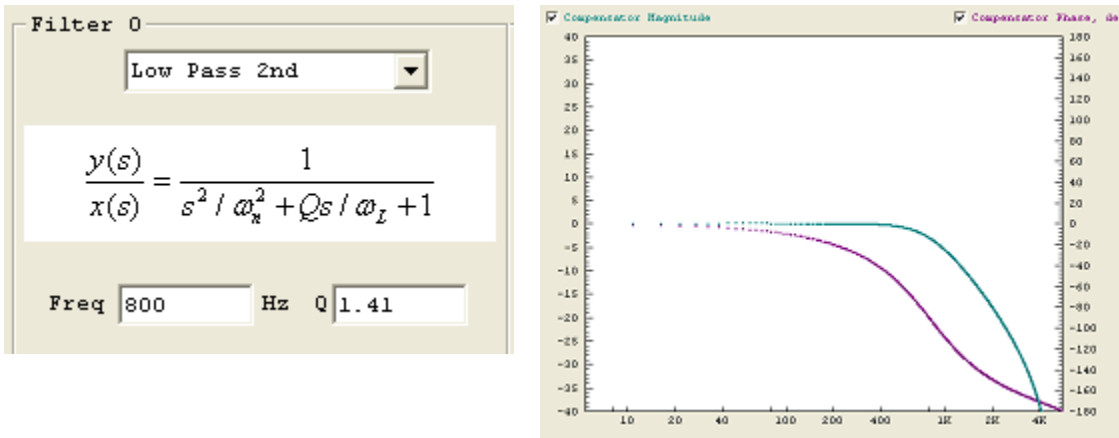 Filter 0
Low Pass 2nd
y(s) / x(s) = 1 / (s² / ω_n² + Qs / ω_L + 1)
Freq 800 Hz Q 1.41
Compensator Magnitude
Compensator Phase, de
40 180
35 160
30 140
25 120
20 100
15 80
10 60
5 40
20
0 0
-5 -20
-10 -40
-15 -60
-20 -80
-25 -100
-30 -120
-35 -140
-160
-40 -180
10 20 40 100 200 400 1K 2K 4K